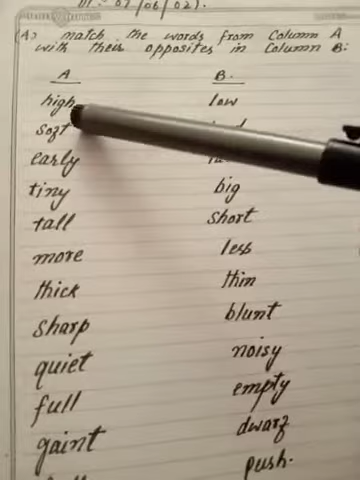 (A) match the words from Column A
with their opposites in Column B:
A B.
high low
soft
early
tiny big
tall short
more less
thick thin
sharp blunt
quiet noisy
full empty
gaint dwarf
push.